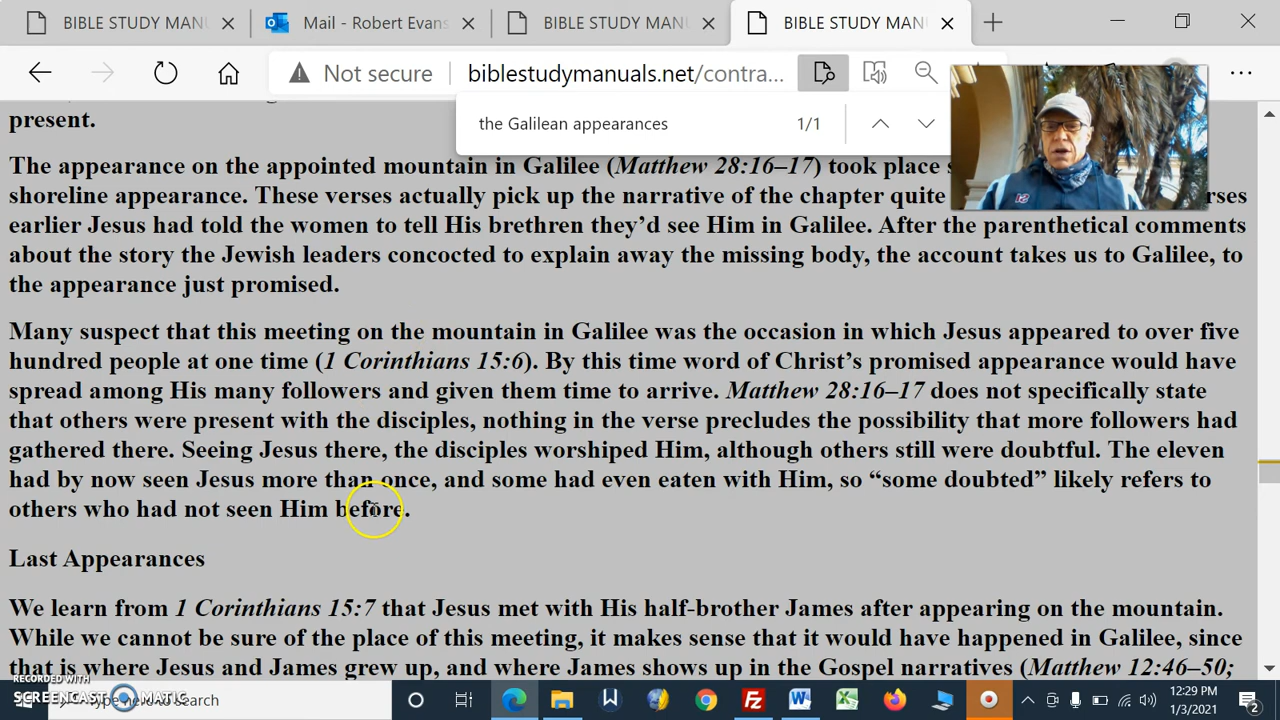 BIBLE STUDY MANU
Mail - Robert Evans
BIBLE STUDY MANU
BIBLE STUDY MANU
Not secure
biblestudymanuals.net/contra...
the Galilean appearances
1/1
present.
The appearance on the appointed mountain in Galilee (Matthew 28:16–17) took place
shoreline appearance. These verses actually pick up the narrative of the chapter quite
earlier Jesus had told the women to tell His brethren they’d see Him in Galilee. After the parenthetical comments
about the story the Jewish leaders concocted to explain away the missing body, the account takes us to Galilee, to
the appearance just promised.
Many suspect that this meeting on the mountain in Galilee was the occasion in which Jesus appeared to over five
hundred people at one time (1 Corinthians 15:6). By this time word of Christ’s promised appearance would have
spread among His many followers and given them time to arrive. Matthew 28:16–17 does not specifically state
that others were present with the disciples, nothing in the verse precludes the possibility that more followers had
gathered there. Seeing Jesus there, the disciples worshiped Him, although others still were doubtful. The eleven
had by now seen Jesus more than once, and some had even eaten with Him, so “some doubted” likely refers to
others who had not seen Him before.
Last Appearances
We learn from 1 Corinthians 15:7 that Jesus met with His half-brother James after appearing on the mountain.
While we cannot be sure of the place of this meeting, it makes sense that it would have happened in Galilee, since
that is where Jesus and James grew up, and where James shows up in the Gospel narratives (Matthew 12:46–50;
RECORDED WITH
SCREENCAST MATIC
Type here to search
12:29 PM
1/3/2021
2